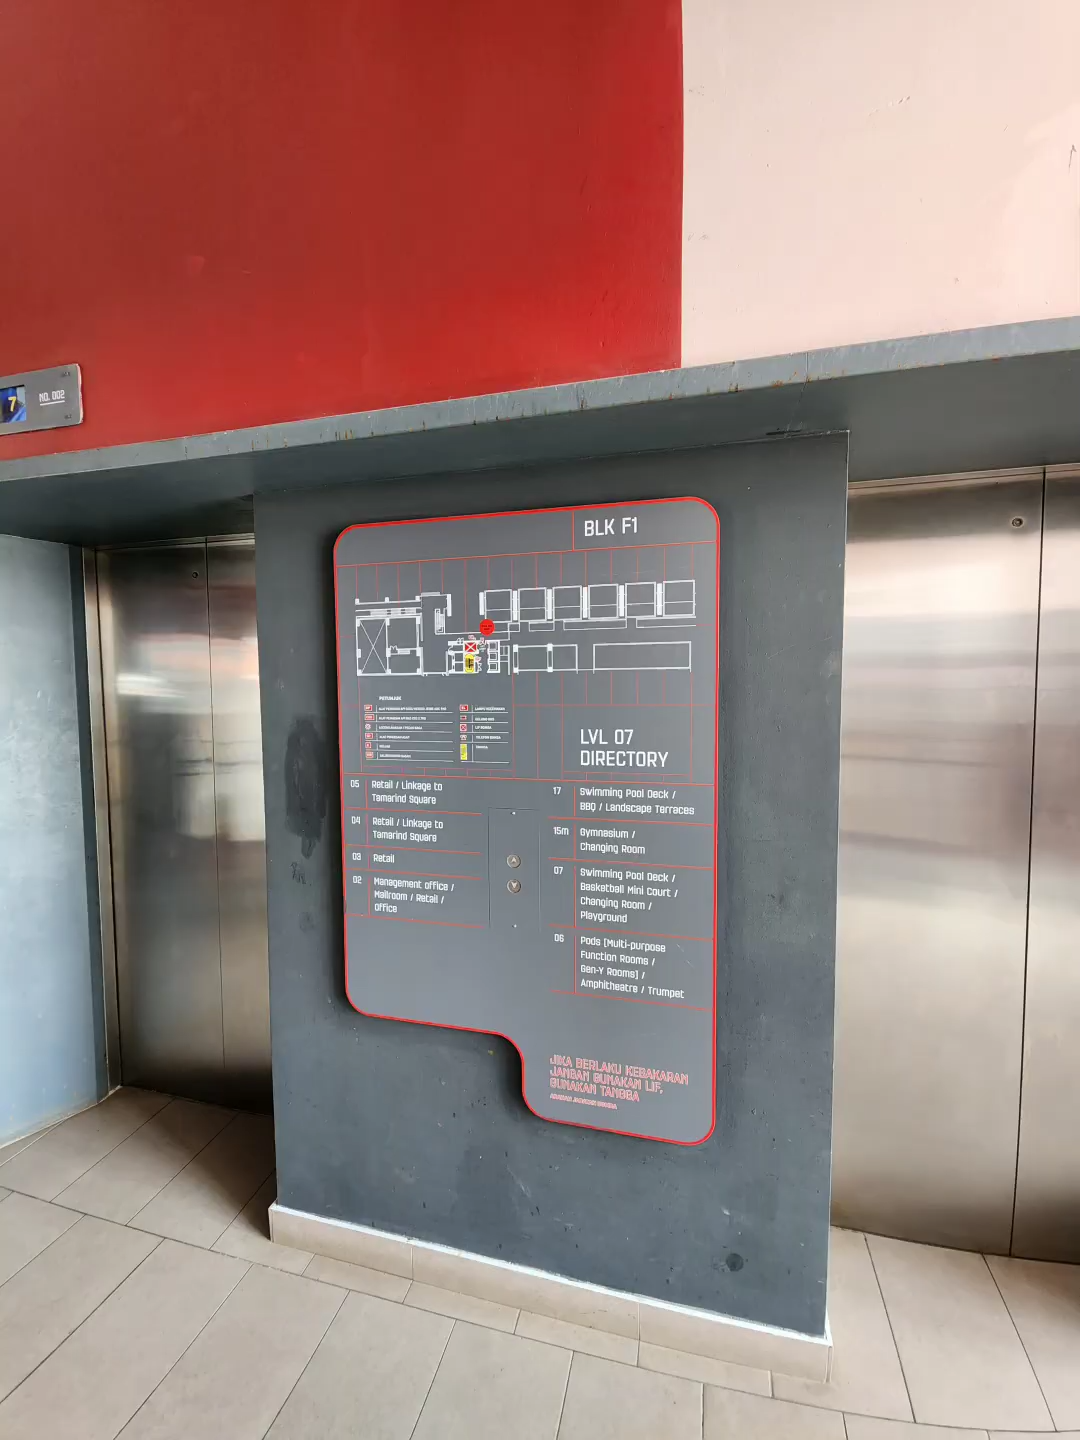 7
NO. 002
BLK F1
PETUNJUK
LVL 07
DIRECTORY
05 Retail / Linkage to
Tamarind Square
04 Retail / Linkage to
Tamarind Square
03 Retail
02 Management office /
Mailroom / Retail /
Office
17 Swimming Pool Deck /
BBQ / Landscape Terraces
15m Gymnasium /
Changing Room
07 Swimming Pool Deck /
Basketball Mini Court /
Changing Room /
Playground
06 Pods [Multi-purpose
Function Rooms /
Gen-Y Rooms] /
Amphitheatre / Trumpet
JIKA BERLAKU KEBAKARAN
JANGAN GUNAKAN LIF,
GUNAKAN TANGGA